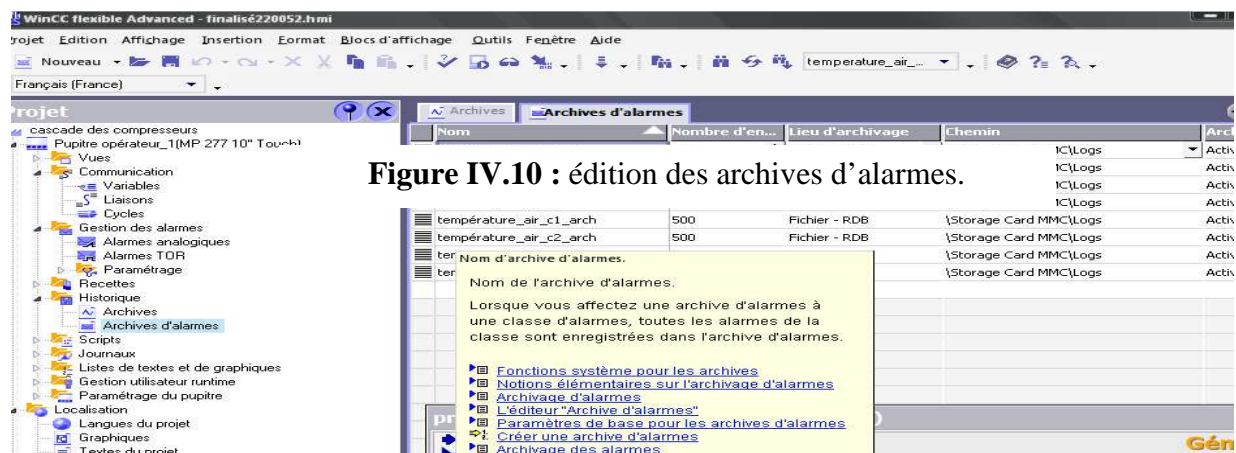 WinCC flexible Advanced - finalisé220052.hmi
rojet Edition Affichage Insertion Format Blocs d'affichage Outils Fenêtre Aide
Nouveau temperature_air_...
Français (France)
rojet
Archives Archives d'alarmes
cascade des compresseurs
Pupitre opérateur_1(MP 277 10" Touch)
Vues
Communication
Variables
Liaisons
Cycles
Gestion des alarmes
Alarmes analogiques
Alarmes TOR
Paramétrage
Recettes
Historique
Archives
Archives d'alarmes
Scripts
Journaux
Listes de textes et de graphiques
Gestion utilisateur runtime
Paramétrage du pupitre
Localisation
Langues du projet
Graphiques
Textes du projet
Nom Nombre d'en... Lieu d'archivage Chemin Arch
1C\Logs Activ
1C\Logs Activ
1C\Logs Activ
1C\Logs Activ
Figure IV.10 : édition des archives d’alarmes.
température_air_c1_arch 500 Fichier - RDB \Storage Card MMC\Logs Activ
température_air_c2_arch 500 Fichier - RDB \Storage Card MMC\Logs Activ
ter \Storage Card MMC\Logs Activ
ter \Storage Card MMC\Logs Activ
Nom d'archive d'alarmes.
Nom de l'archive d'alarmes.
Lorsque vous affectez une archive d'alarmes à
une classe d'alarmes, toutes les alarmes de la
classe sont enregistrées dans l'archive d'alarmes.
Fonctions système pour les archives
Notions élémentaires sur l'archivage d'alarmes
Archivage d'alarmes
L'éditeur "Archive d'alarmes"
Paramètres de base pour les archives d'alarmes
Créer une archive d'alarmes
Archivage des alarmes
pr )
Gén